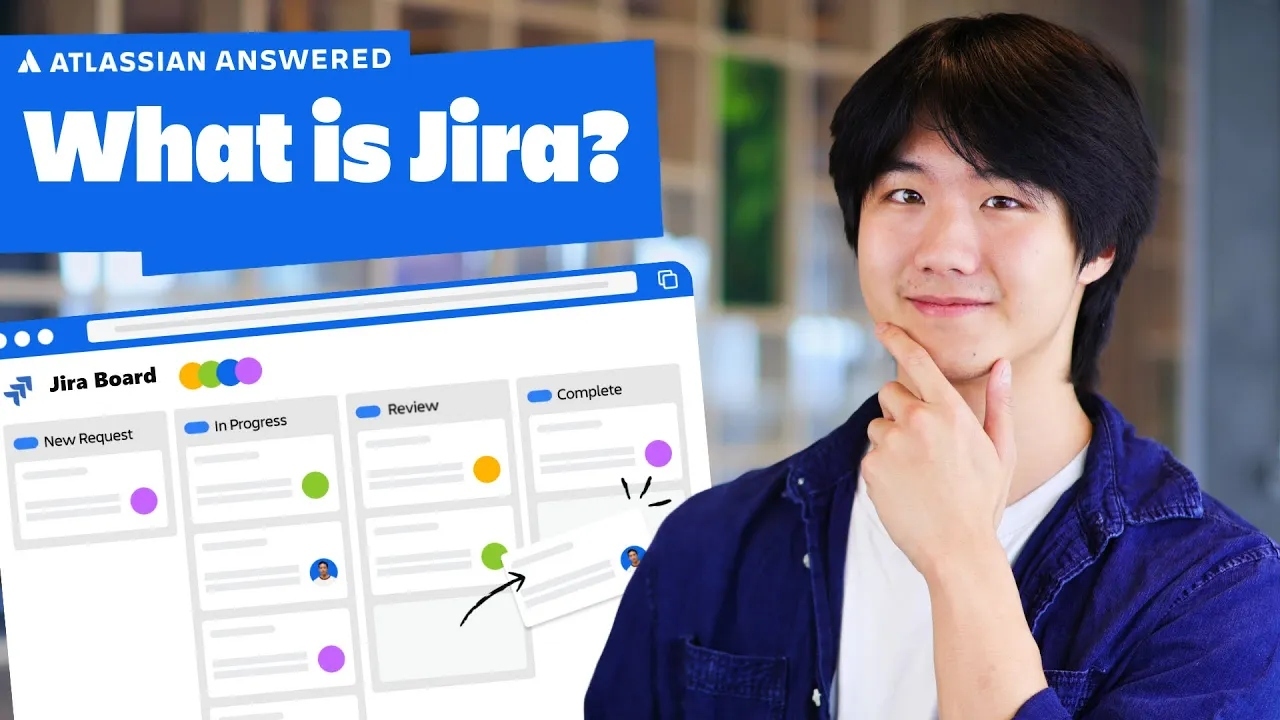 ATLASSIAN ANSWERED
What is Jira?
Jira Board
New Request
In Progress
Review
Complete